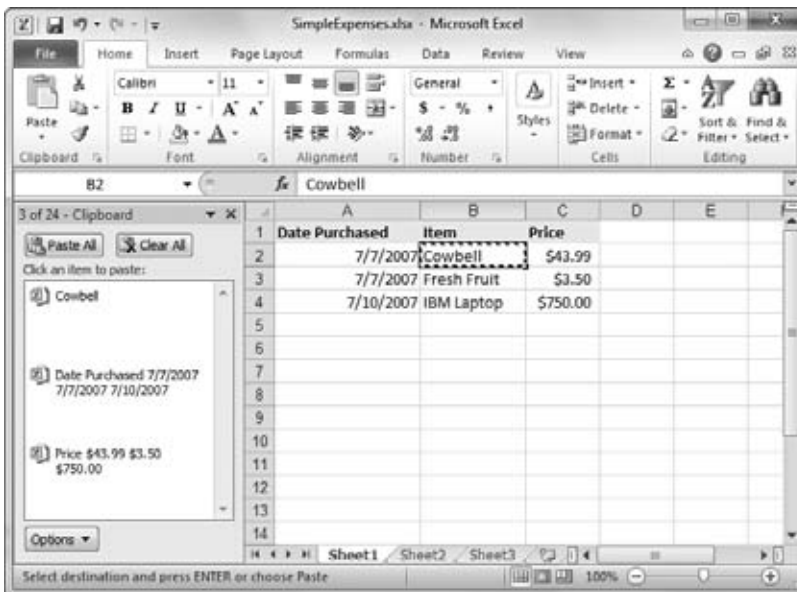 SimpleExpenses.xlsx - Microsoft Excel
File Home Insert Page Layout Formulas Data Review View
Paste
Calibri 11
B I U A A
A
General
$ - % ,
Styles
Insert
Delete
Format
Σ
Sort & Filter
Find & Select
Clipboard Font Alignment Number Cells Editing
B2 fx Cowbell
3 of 24 - Clipboard
Paste All Clear All
Click an item to paste:
Cowbell
Date Purchased 7/7/2007
7/7/2007 7/10/2007
Price $43.99 $3.50
$750.00
Options
A B C D E F
1 Date Purchased Item Price
2 7/7/2007 Cowbell $43.99
3 7/7/2007 Fresh Fruit $3.50
4 7/10/2007 IBM Laptop $750.00
5
6
7
8
9
10
11
12
13
14
Sheet1 Sheet2 Sheet3
Select destination and press ENTER or choose Paste 100%